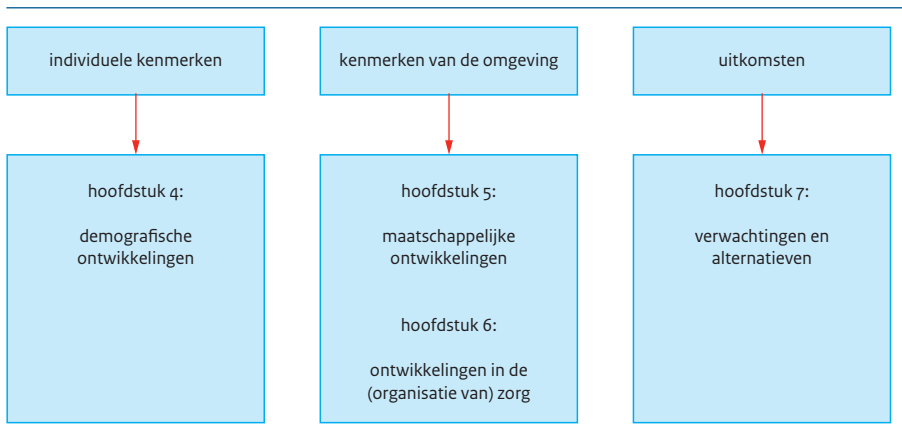 individuele kenmerken
kenmerken van de omgeving
uitkomsten
hoofdstuk 4:
demografische
ontwikkelingen
hoofdstuk 5:
maatschappelijke
ontwikkelingen
hoofdstuk 6:
ontwikkelingen in de
(organisatie van) zorg
hoofdstuk 7:
verwachtingen en
alternatieven